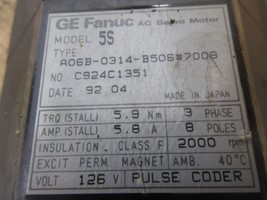 GE Fanuc AC Servo Motor
MODEL 5S
TYPE
A06B-0314-B506#7008
NO C924C1351
DATE 92.04 MADE IN JAPAN
TRQ (STALL) 5.9 Nm 3 PHASE
AMP. (STALL) 5.8 A 8 POLES
INSULATION CLASS F 2000 rpm
EXCIT PERM MAGNET AMB. 40°C
VOLT 126 V PULSE CODER